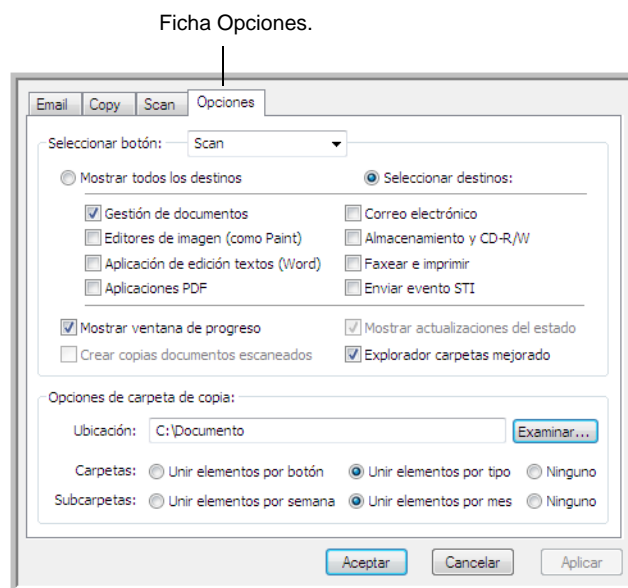 Ficha Opciones.
Email Copy Scan Opciones
Seleccionar botón: Scan
Mostrar todos los destinos Seleccionar destinos:
Gestión de documentos Correo electrónico
Editores de imagen (como Paint) Almacenamiento y CD-R/W
Aplicación de edición textos (Word) Faxear e imprimir
Aplicaciones PDF Enviar evento STI
Mostrar ventana de progreso Mostrar actualizaciones del estado
Crear copias documentos escaneados Explorador carpetas mejorado
Opciones de carpeta de copia:
Ubicación: C:\Documento Examinar...
Carpetas: Unir elementos por botón Unir elementos por tipo Ninguno
Subcarpetas: Unir elementos por semana Unir elementos por mes Ninguno
Aceptar Cancelar Aplicar